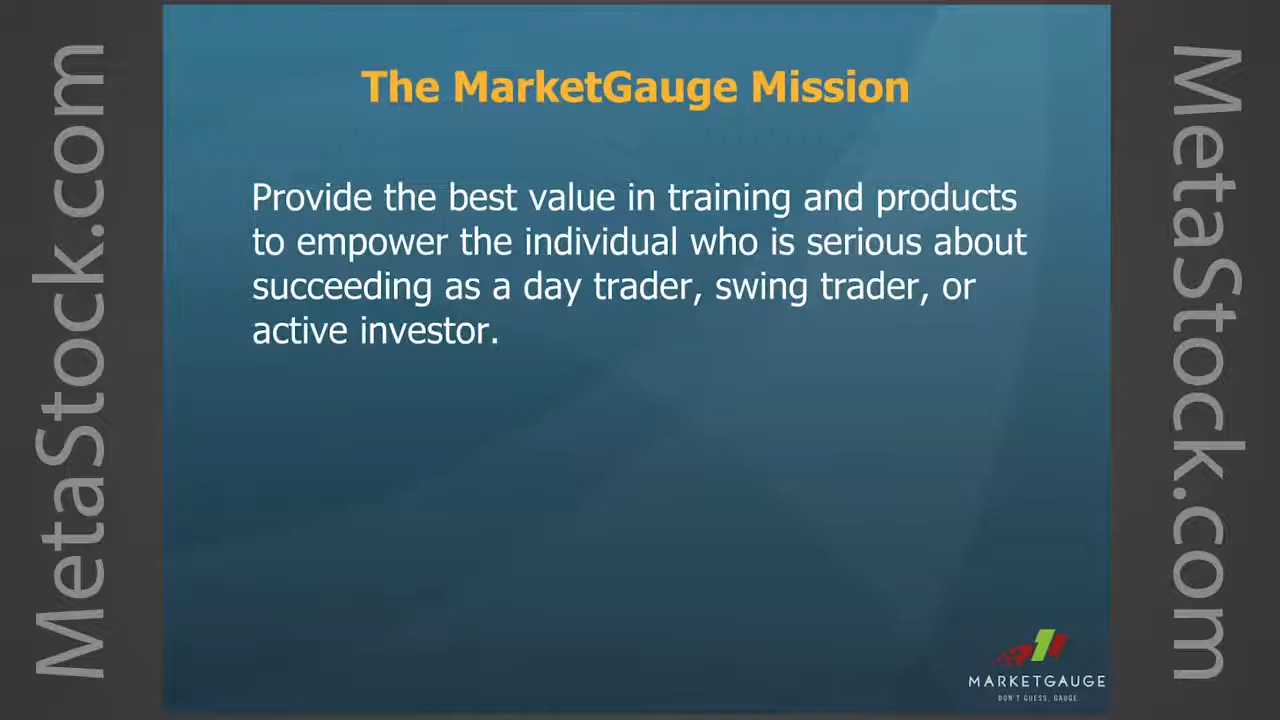 MetaStock.com
The MarketGauge Mission
Provide the best value in training and products
to empower the individual who is serious about
succeeding as a day trader, swing trader, or
active investor.
MARKETGAUGE
DON'T GUESS, GAUGE.
MetaStock.com